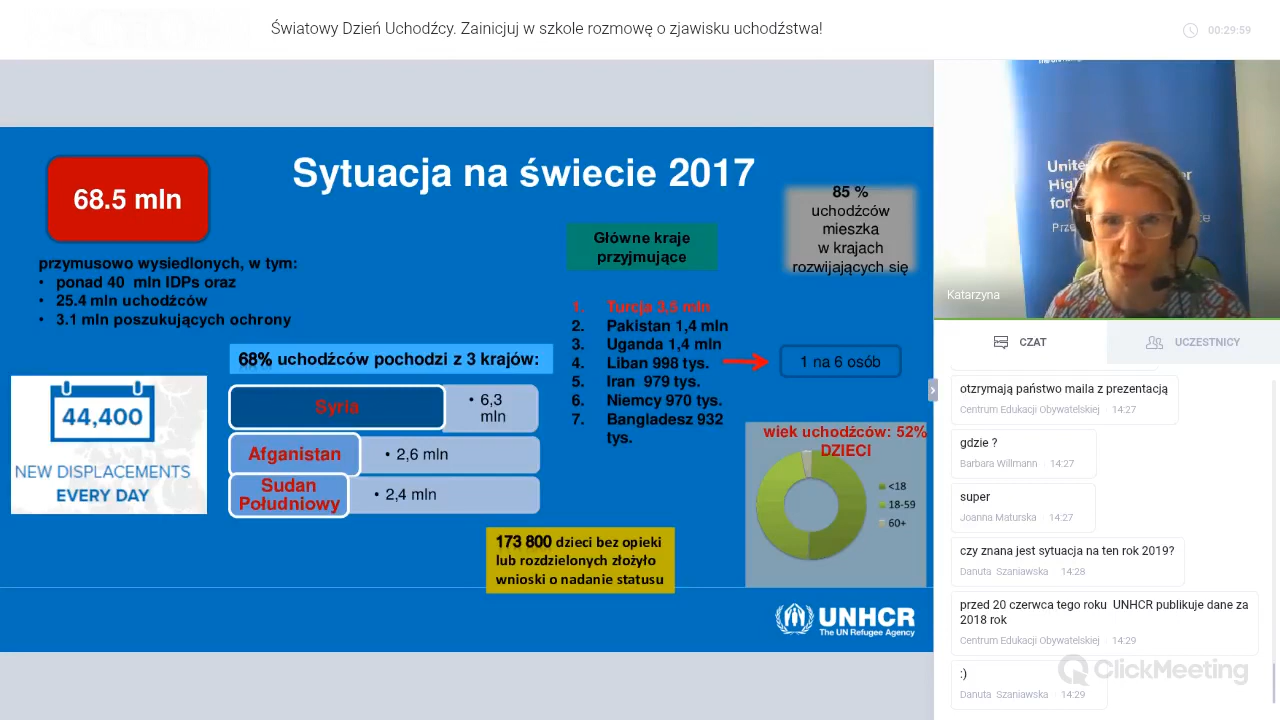 Światowy Dzień Uchodźcy. Zainicjuj w szkole rozmowę o zjawisku uchodźstwa!
00:29:59
68.5 mln
Sytuacja na świecie 2017
85 %
uchodźców
mieszka
w krajach
rozwijających się
Główne kraje
przyjmujące
przymusowo wysiedlonych, w tym:
• ponad 40 mln IDPs oraz
• 25.4 mln uchodźców
• 3.1 mln poszukujących ochrony
1. Turcja 3,5 mln
2. Pakistan 1,4 mln
3. Uganda 1,4 mln
4. Liban 998 tys.
5. Iran 979 tys.
6. Niemcy 970 tys.
7. Bangladesz 932
tys.
1 na 6 osób
68% uchodźców pochodzi z 3 krajów:
Syria
• 6,3
mln
Afganistan
• 2,6 mln
Sudan
Południowy
• 2,4 mln
44,400
NEW DISPLACEMENTS
EVERY DAY
wiek uchodźców: 52%
DZIECI
<18
18-59
60+
173 800 dzieci bez opieki
lub rozdzielonych złożyło
wnioski o nadanie statusu
UNHCR
The UN Refugee Agency
Unite
High
for
Prze
Katarzyna
CZAT
UCZESTNICY
otrzymają państwo maila z prezentacją
Centrum Edukacji Obywatelskiej · 14:27
gdzie ?
Barbara Willmann · 14:27
super
Joanna Maturska · 14:27
czy znana jest sytuacja na ten rok 2019?
Danuta Szaniawska · 14:28
przed 20 czerwca tego roku UNHCR publikuje dane za
2018 rok
Centrum Edukacji Obywatelskiej · 14:29
:)
Danuta Szaniawska · 14:29
ClickMeeting